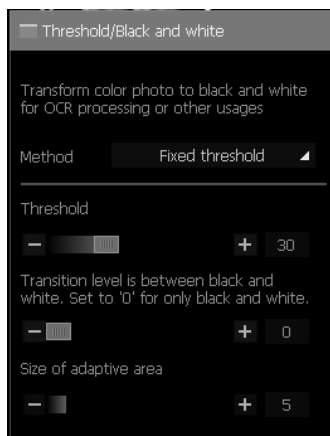 Threshold/Black and white
Transform color photo to black and white
for OCR processing or other usages
Method Fixed threshold
Threshold
− + 30
Transition level is between black and
white. Set to '0' for only black and white.
− + 0
Size of adaptive area
− + 5